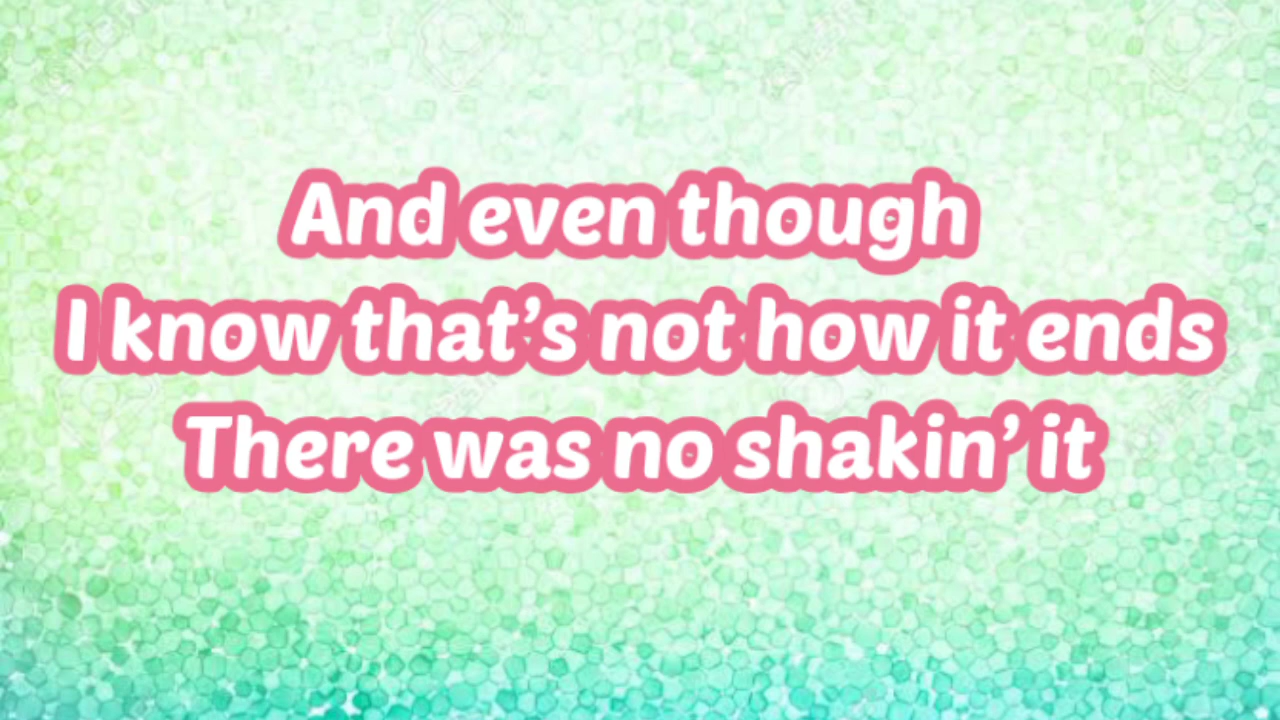 And even though
I know that’s not how it ends
There was no shakin’ it